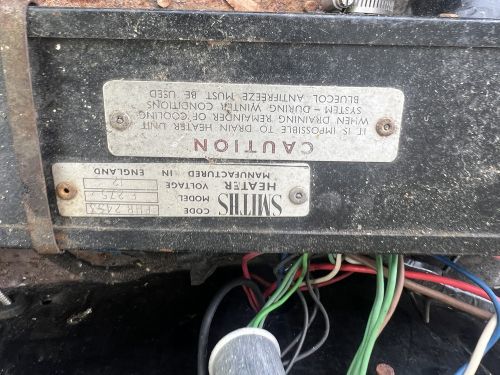 SMITHS
HEATER
CODE
MODEL
VOLTAGE 12
MANUFACTURED IN ENGLAND
CAUTION
IT IS IMPOSSIBLE TO DRAIN HEATER UNIT
WHEN DRAINING REMAINDER OF COOLING
SYSTEM–DURING WINTER CONDITIONS
BLUECOL ANTIFREEZE MUST BE USED